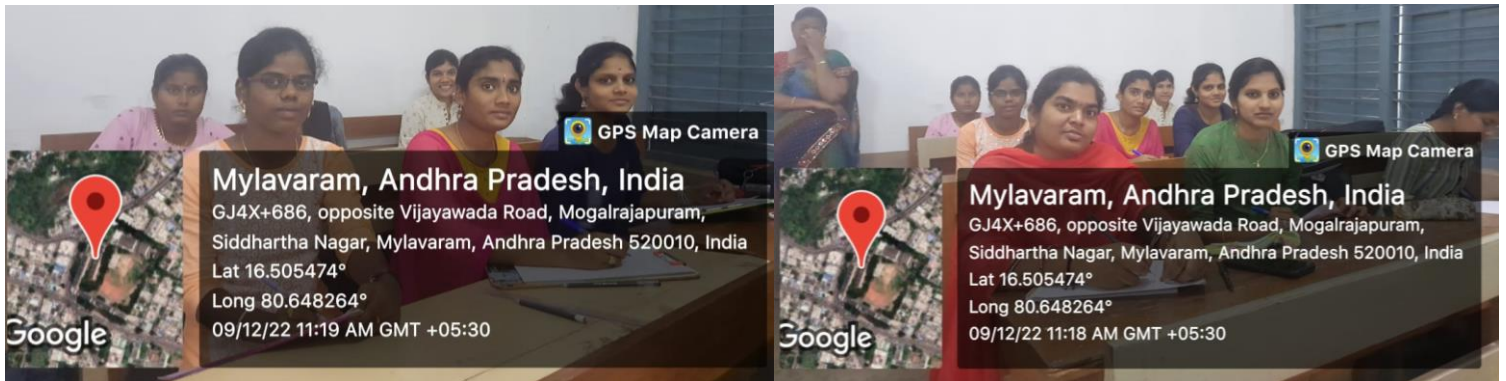 GPS Map Camera
Mylavaram, Andhra Pradesh, India
GJ4X+686, opposite Vijayawada Road, Mogalrajapuram,
Siddhartha Nagar, Mylavaram, Andhra Pradesh 520010, India
Lat 16.505474°
Long 80.648264°
09/12/22 11:19 AM GMT +05:30
Google
GPS Map Camera
Mylavaram, Andhra Pradesh, India
GJ4X+686, opposite Vijayawada Road, Mogalrajapuram,
Siddhartha Nagar, Mylavaram, Andhra Pradesh 520010, India
Lat 16.505474°
Long 80.648264°
09/12/22 11:18 AM GMT +05:30
Google